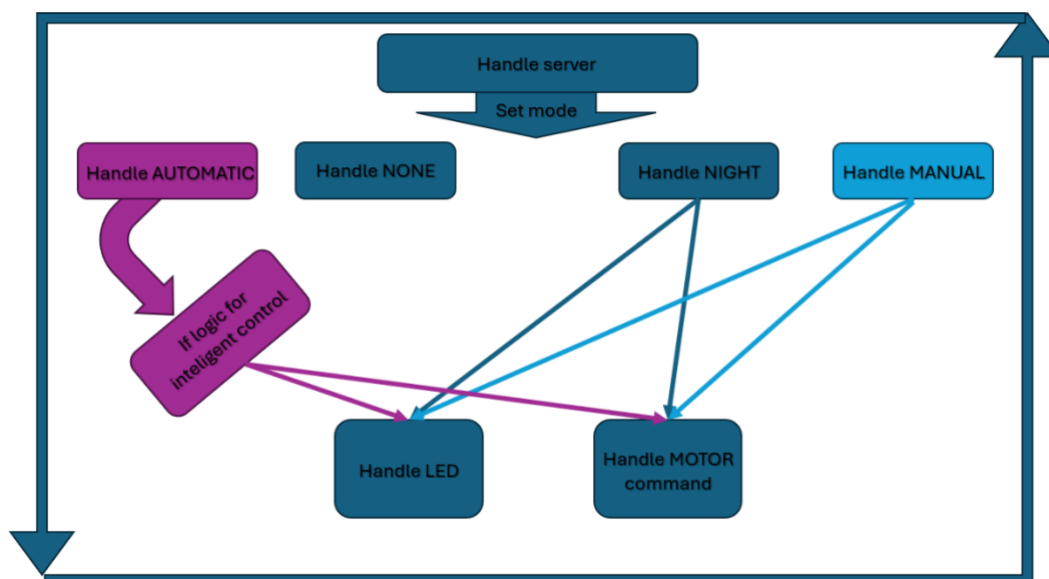 Handle server
Set mode
Handle AUTOMATIC
Handle NONE
Handle NIGHT
Handle MANUAL
If logic for
inteligent control
Handle LED
Handle MOTOR
command